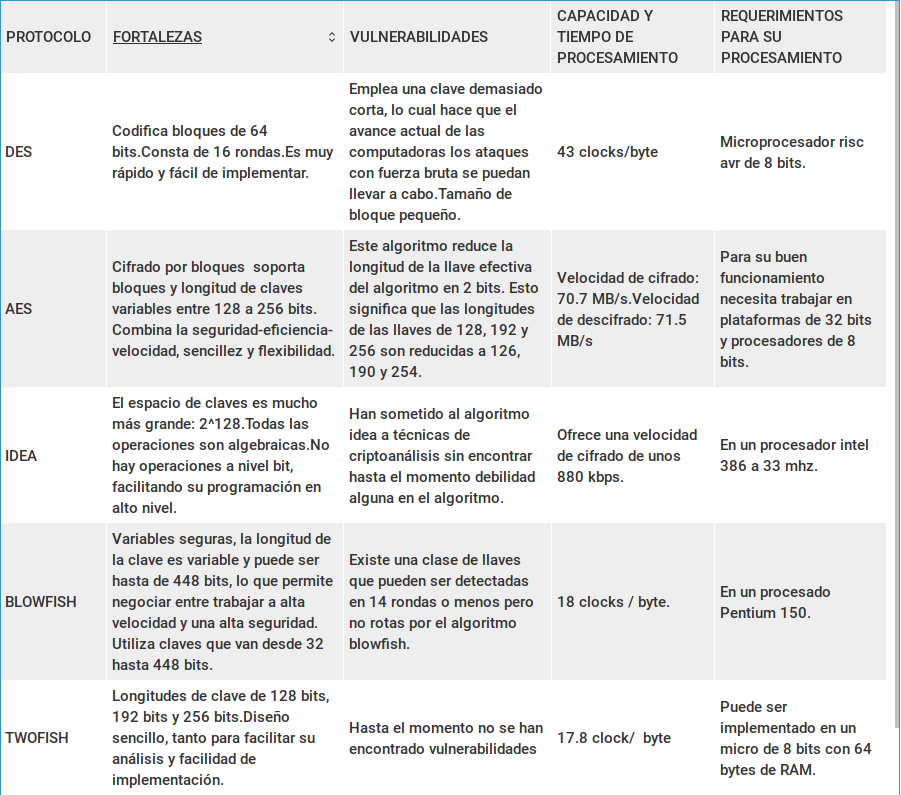 PROTOCOLO
FORTALEZAS
VULNERABILIDADES
CAPACIDAD Y
TIEMPO DE
PROCESAMIENTO
REQUERIMIENTOS
PARA SU
PROCESAMIENTO
DES
Codifica bloques de 64
bits.Consta de 16 rondas.Es muy
rápido y fácil de implementar.
Emplea una clave demasiado
corta, lo cual hace que el
avance actual de las
computadoras los ataques
con fuerza bruta se puedan
llevar a cabo.Tamaño de
bloque pequeño.
43 clocks/byte
Microprocesador risc
avr de 8 bits.
AES
Cifrado por bloques  soporta
bloques y longitud de claves
variables entre 128 a 256 bits.
Combina la seguridad-eficiencia-
velocidad, sencillez y flexibilidad.
Este algoritmo reduce la
longitud de la llave efectiva
del algoritmo en 2 bits. Esto
significa que las longitudes
de las llaves de 128, 192 y
256 son reducidas a 126,
190 y 254.
Velocidad de cifrado:
70.7 MB/s.Velocidad
de descifrado: 71.5
MB/s
Para su buen
funcionamiento
necesita trabajar en
plataformas de 32 bits
y procesadores de 8
bits.
IDEA
El espacio de claves es mucho
más grande: 2^128.Todas las
operaciones son algebraicas.No
hay operaciones a nivel bit,
facilitando su programación en
alto nivel.
Han sometido al algoritmo
idea a técnicas de
criptoanálisis sin encontrar
hasta el momento debilidad
alguna en el algoritmo.
Ofrece una velocidad
de cifrado de unos
880 kbps.
En un procesador intel
386 a 33 mhz.
BLOWFISH
Variables seguras, la longitud de
la clave es variable y puede ser
hasta de 448 bits, lo que permite
negociar entre trabajar a alta
velocidad y una alta seguridad.
Utiliza claves que van desde 32
hasta 448 bits.
Existe una clase de llaves
que pueden ser detectadas
en 14 rondas o menos pero
no rotas por el algoritmo
blowfish.
18 clocks / byte.
En un procesado
Pentium 150.
TWOFISH
Longitudes de clave de 128 bits,
192 bits y 256 bits.Diseño
sencillo, tanto para facilitar su
análisis y facilidad de
implementación.
Hasta el momento no se han
encontrado vulnerabilidades
17.8 clock/  byte
Puede ser
implementado en un
micro de 8 bits con 64
bytes de RAM.